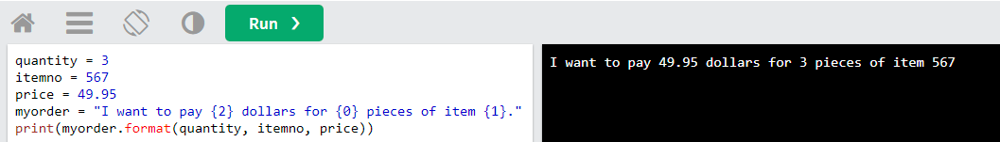 Run ❯
quantity = 3
itemno = 567
price = 49.95
myorder = "I want to pay {2} dollars for {0} pieces of item {1}."
print(myorder.format(quantity, itemno, price))
I want to pay 49.95 dollars for 3 pieces of item 567